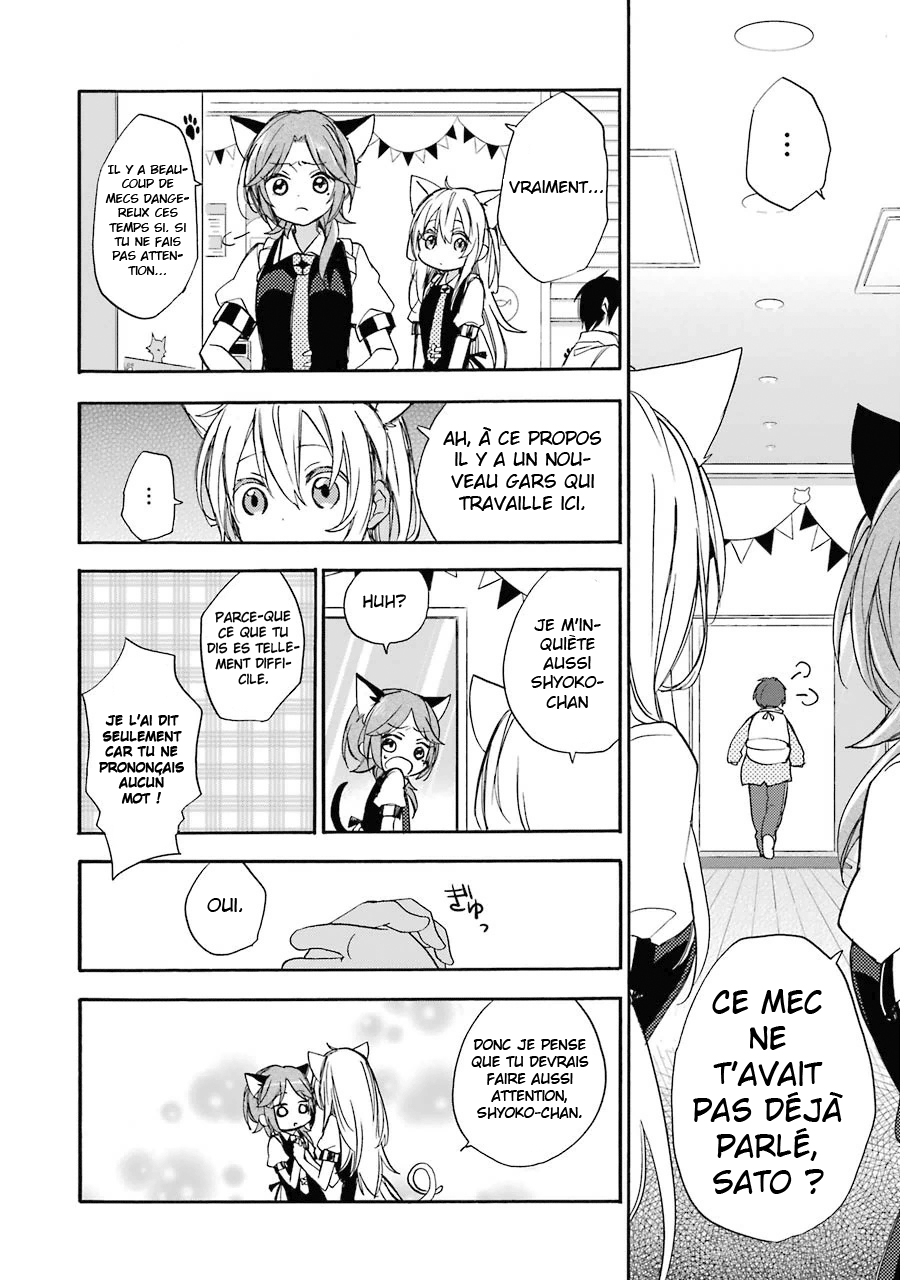 ...
CE MEC
NE
T'AVAIT
PAS DÉJÀ
PARLÉ,
SATO ?
VRAIMENT...
IL Y A BEAU-
COUP DE
MECS DANGE-
REUX CES
TEMPS SI. SI
TU NE FAIS
PAS ATTEN-
TION...
AH, À CE PROPOS
IL Y A UN NOU-
VEAU GARS QUI
TRAVAILLE ICI.
...
JE M'IN-
QUIÈTE
AUSSI
SHYOKO-
CHAN
HUH?
PARCE-QUE
CE QUE TU
DIS ES TELLE-
MENT DIFFI-
CILE.
JE L'AI DIT
SEULEMENT
CAR TU NE
PRONONÇAIS
AUCUN
MOT !
ぎゅっ
OUI.
DONC JE PENSE
QUE TU DEVRAIS
FAIRE AUSSI
ATTENTION,
SHYOKO-CHAN.